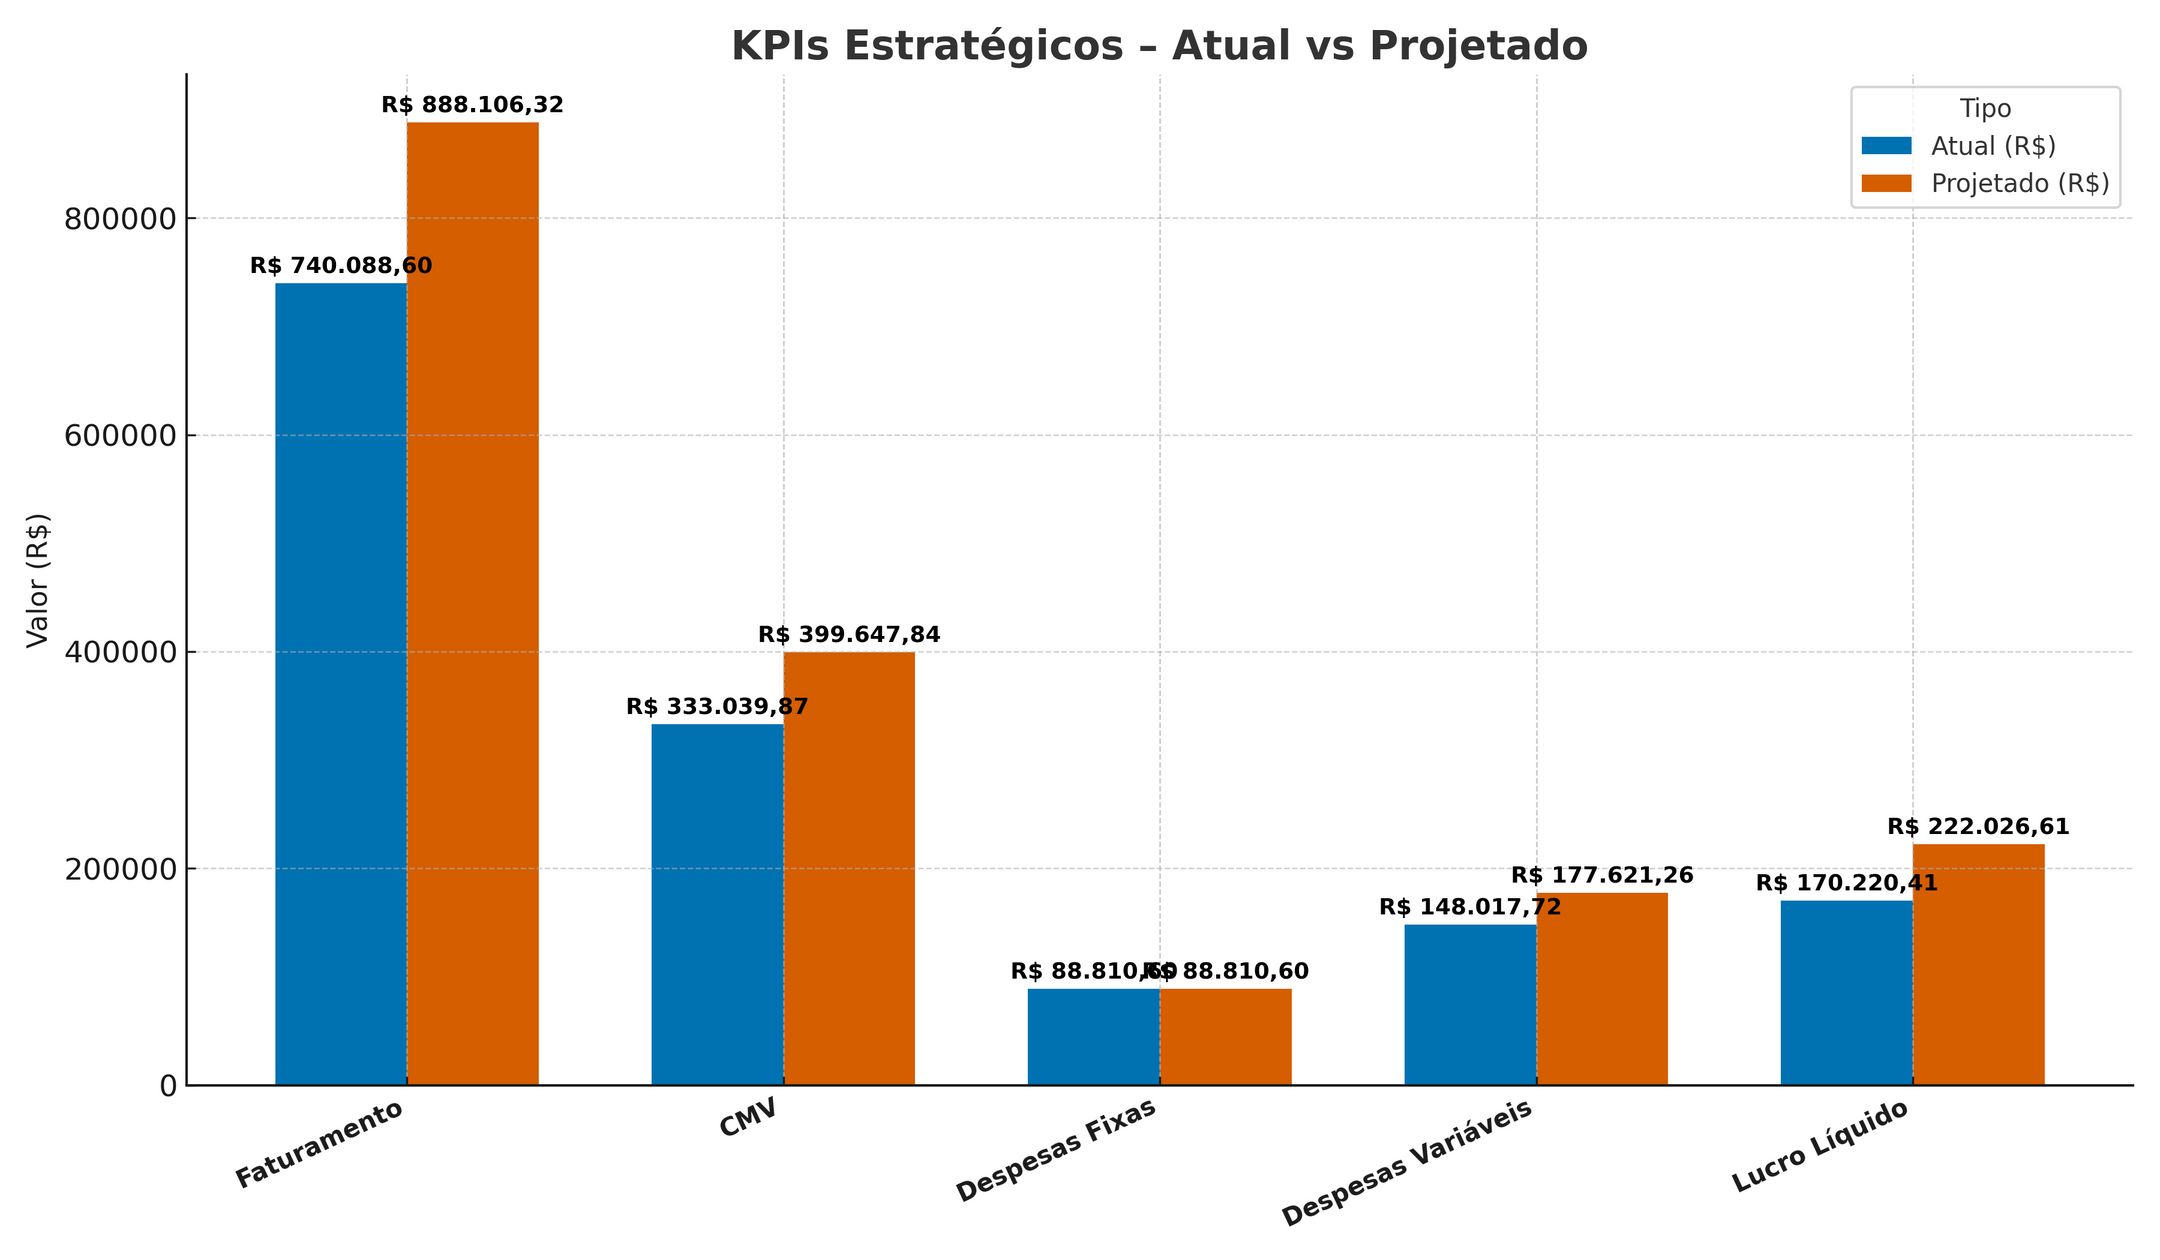 KPIs Estratégicos – Atual vs Projetado
Tipo
Atual (R$)
Projetado (R$)
Valor (R$)
800000
600000
400000
200000
0
R$ 740.088,60
R$ 888.106,32
R$ 333.039,87
R$ 399.647,84
R$ 88.810,60
R$ 88.810,60
R$ 148.017,72
R$ 177.621,26
R$ 170.220,41
R$ 222.026,61
Faturamento
CMV
Despesas Fixas
Despesas Variáveis
Lucro Líquido